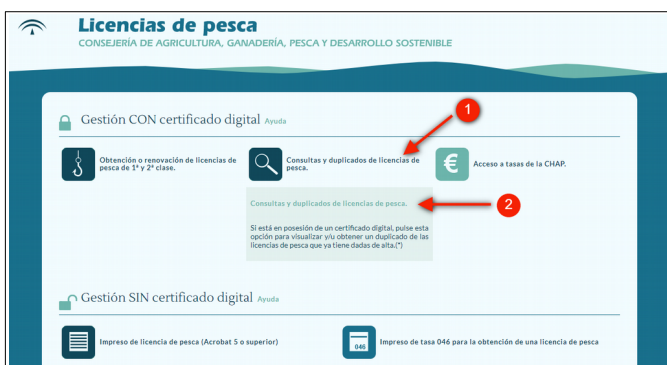 Licencias de pesca
CONSEJERÍA DE AGRICULTURA, GANADERÍA, PESCA Y DESARROLLO SOSTENIBLE
Gestión CON certificado digital Ayuda
1
Obtención o renovación de licencias de
pesca de 1ª y 2ª clase.
Consultas y duplicados de licencias de
pesca.
€
Acceso a tasas de la CHAP.
Consultas y duplicados de licencias de pesca.
2
Si está en posesión de un certificado digital, pulse esta
opción para visualizar y/u obtener un duplicado de las
licencias de pesca que ya tiene dadas de alta.(*)
Gestión SIN certificado digital Ayuda
Impreso de licencia de pesca (Acrobat 5 o superior)
046
Impreso de tasa 046 para la obtención de una licencia de pesca